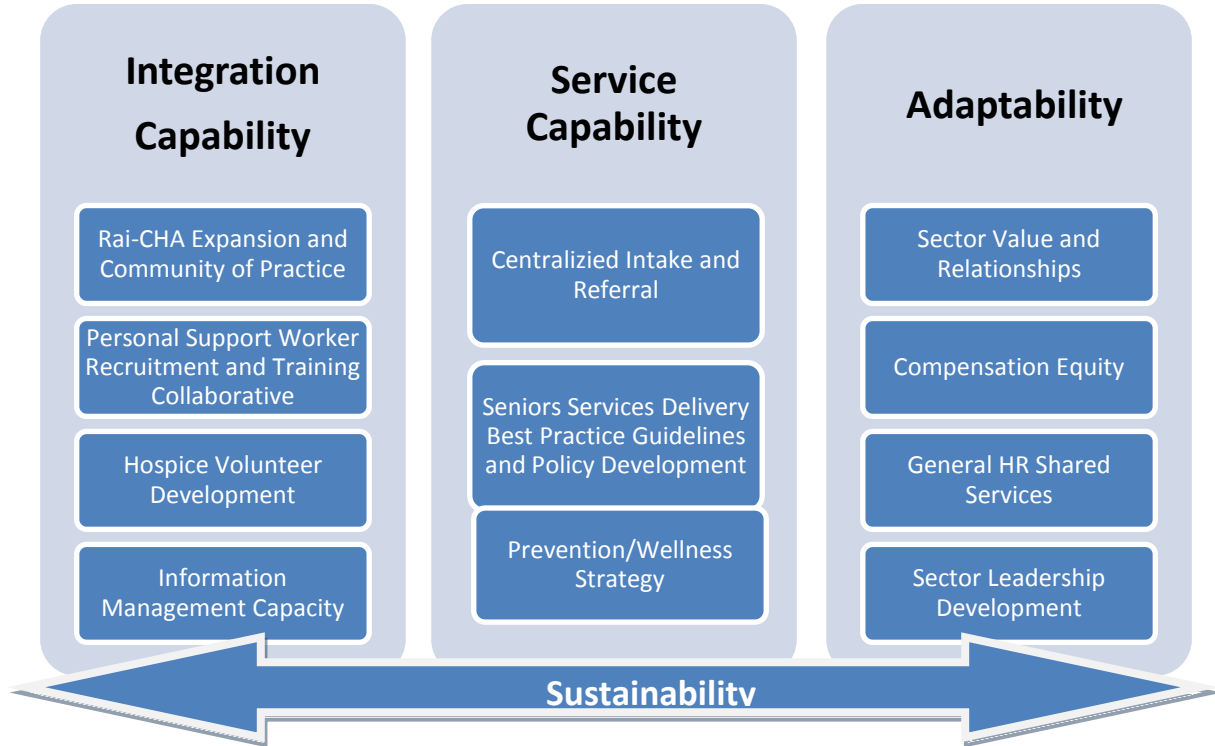 Integration
Capability
Rai-CHA Expansion and
Community of Practice
Personal Support Worker
Recruitment and Training
Collaborative
Hospice Volunteer
Development
Information
Management Capacity
Service
Capability
Centralizied Intake and
Referral
Seniors Services Delivery
Best Practice Guidelines
and Policy Development
Prevention/Wellness
Strategy
Adaptability
Sector Value and
Relationships
Compensation Equity
General HR Shared
Services
Sector Leadership
Development
Sustainability